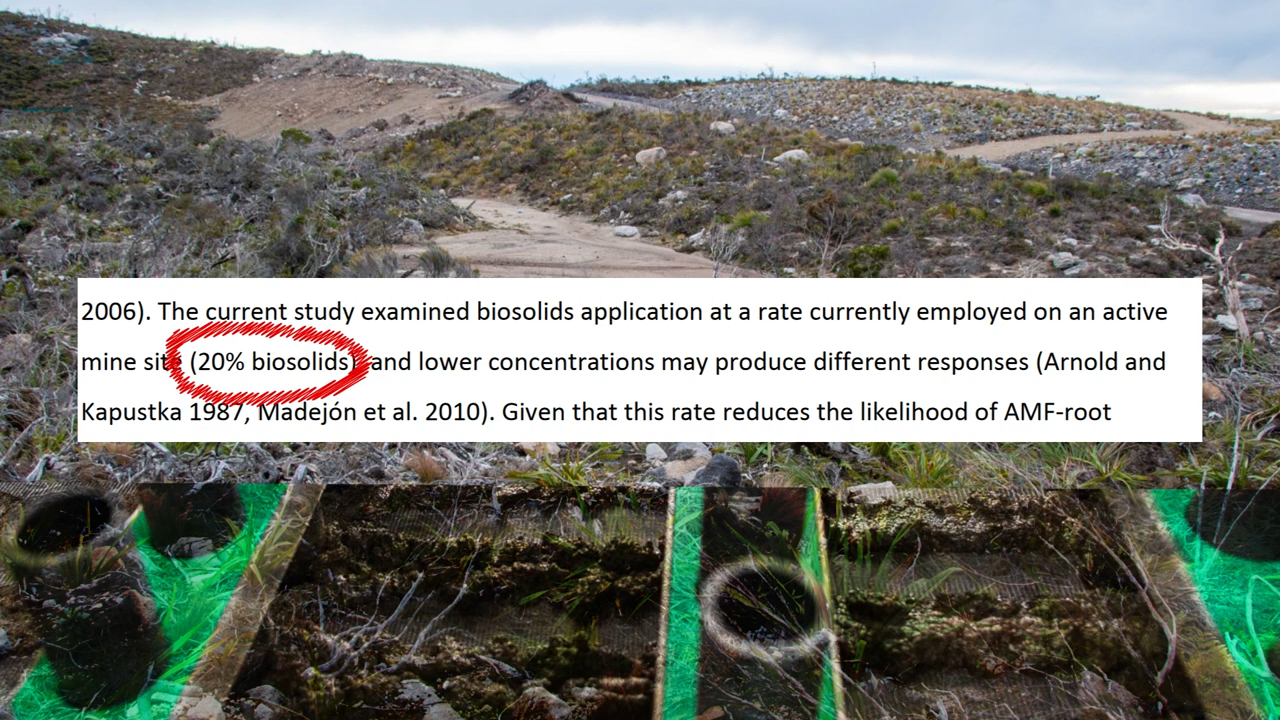 2006). The current study examined biosolids application at a rate currently employed on an active
mine site (20% biosolids), and lower concentrations may produce different responses (Arnold and
Kapustka 1987, Madejón et al. 2010). Given that this rate reduces the likelihood of AMF-root